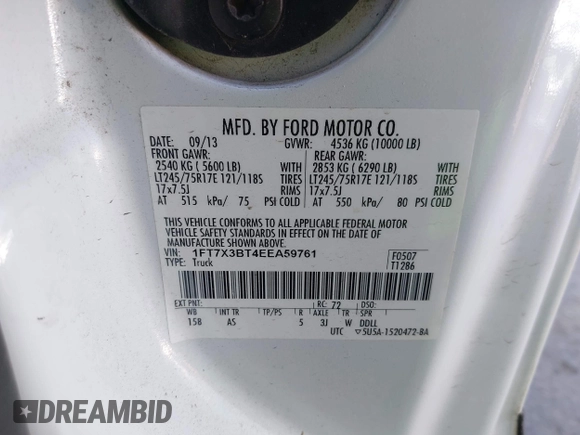 MFD. BY FORD MOTOR CO.
DATE: 09/13 GVWR: 4536 KG (10000 LB)
FRONT GAWR: REAR GAWR:
2540 KG ( 5600 LB) WITH 2853 KG ( 6290 LB) WITH
LT245/75R17E 121/118S TIRES LT245/75R17E 121/118S TIRES
17x7.5J RIMS 17x7.5J RIMS
AT 515 kPa/ 75 PSI COLD AT 550 kPa/ 80 PSI COLD
THIS VEHICLE CONFORMS TO ALL APPLICABLE FEDERAL MOTOR
VEHICLE SAFETY STANDARDS IN EFFECT ON THE DATE OF
MANUFACTURE SHOWN ABOVE.
VIN: 1FT7X3BT4EEA59761 F0507
TYPE: Truck T1286
EXT PNT: RC: 72 DSO:
WB INT TR TP/PS R AXLE TR SPR
158 AS 5 3J W DDLL
UTC ▽5U5A-1520472-BA
DREAMBID